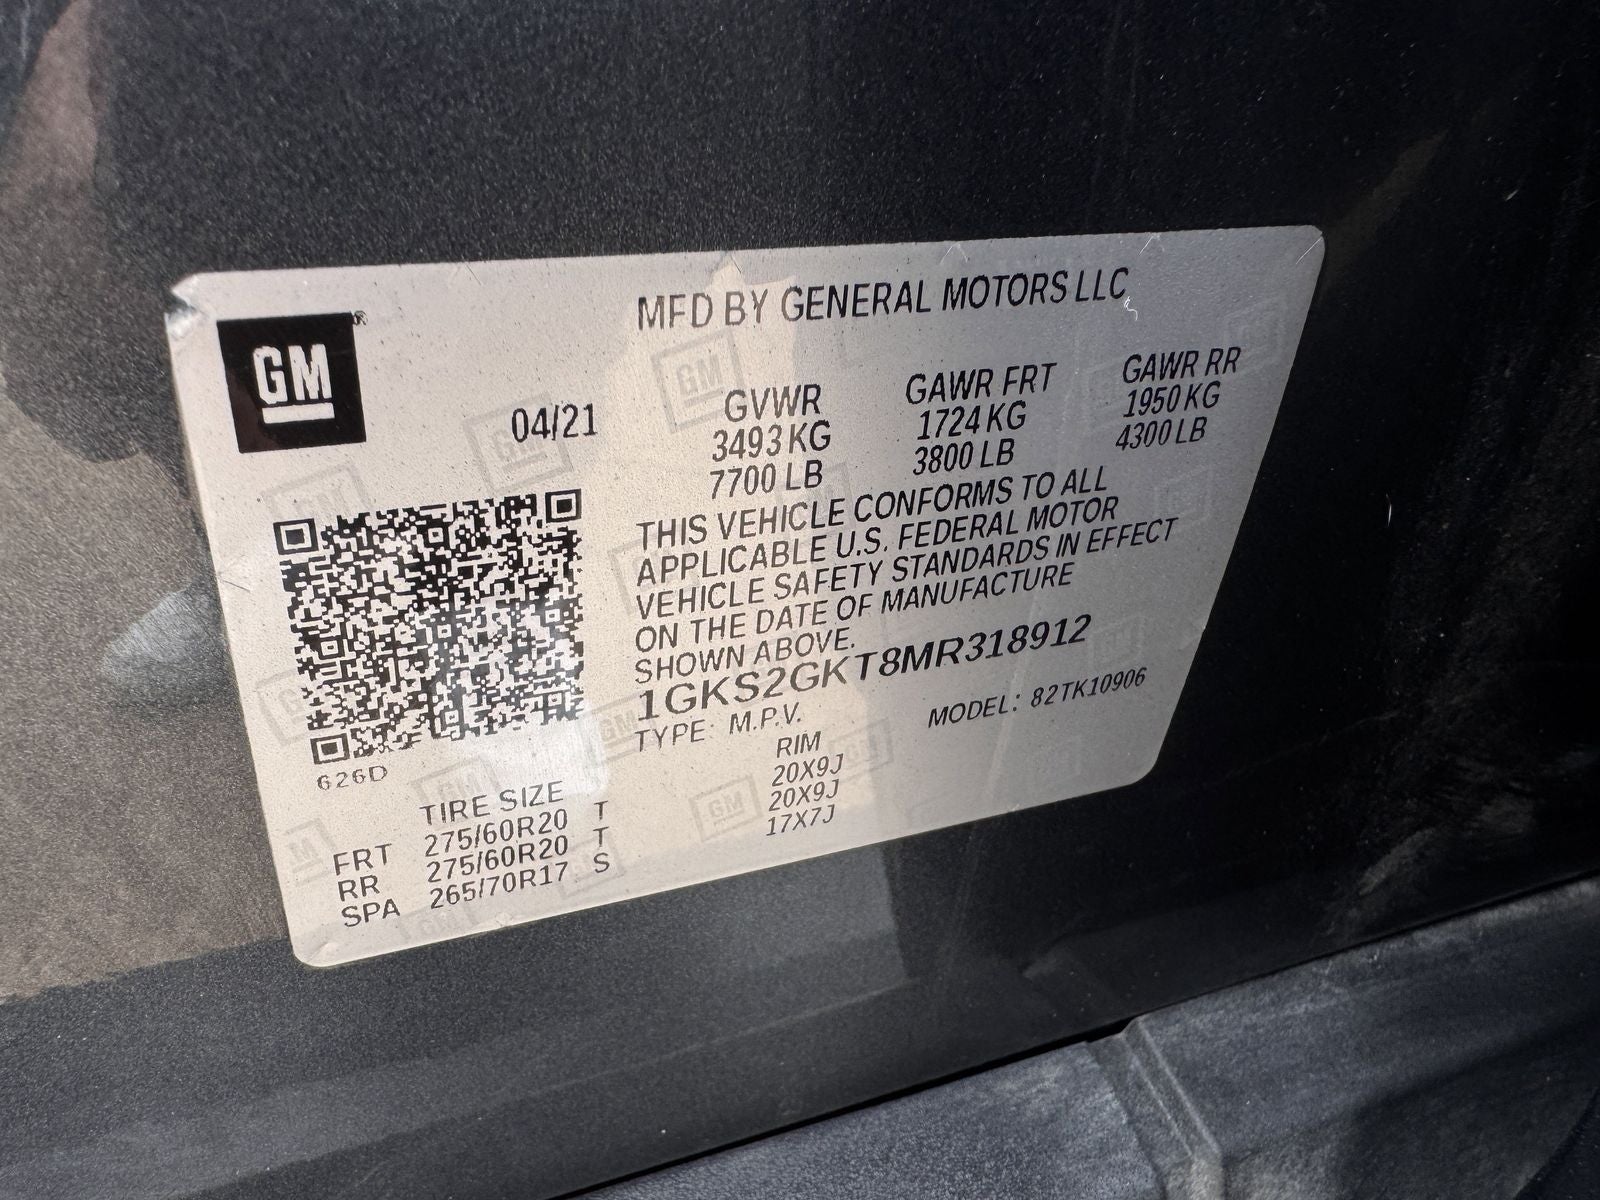 MFD BY GENERAL MOTORS LLC
GM®
04/21
GVWR GAWR FRT GAWR RR
3493 KG 1724 KG 1950 KG
7700 LB 3800 LB 4300 LB
THIS VEHICLE CONFORMS TO ALL
APPLICABLE U.S. FEDERAL MOTOR
VEHICLE SAFETY STANDARDS IN EFFECT
ON THE DATE OF MANUFACTURE
SHOWN ABOVE.
1GKS2GKT8MR318912
TYPE: M.P.V. MODEL: 82TK10906
626D
TIRE SIZE RIM
FRT 275/60R20 T 20X9J
RR 275/60R20 T 20X9J
SPA 265/70R17 S 17X7J